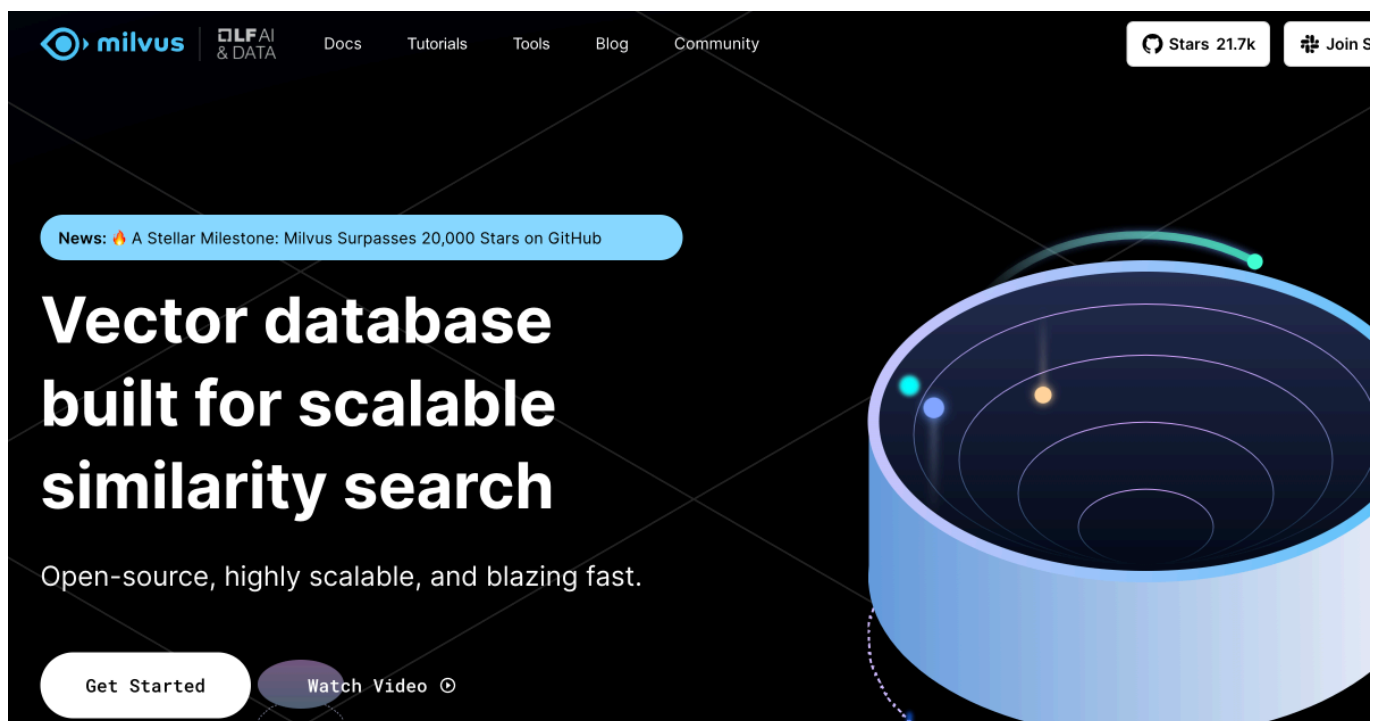 milvus
LF AI
& DATA
Docs
Tutorials
Tools
Blog
Community
Stars 21.7k
Join S
News: 🔥 A Stellar Milestone: Milvus Surpasses 20,000 Stars on GitHub
Vector database
built for scalable
similarity search
Open-source, highly scalable, and blazing fast.
Get Started
Watch Video